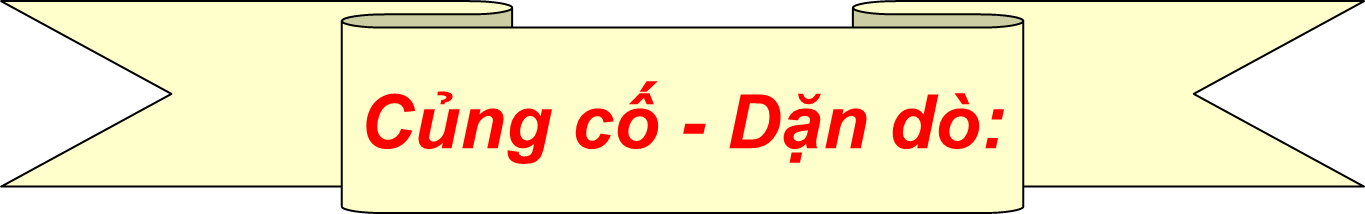 Củng cố - Dặn dò: